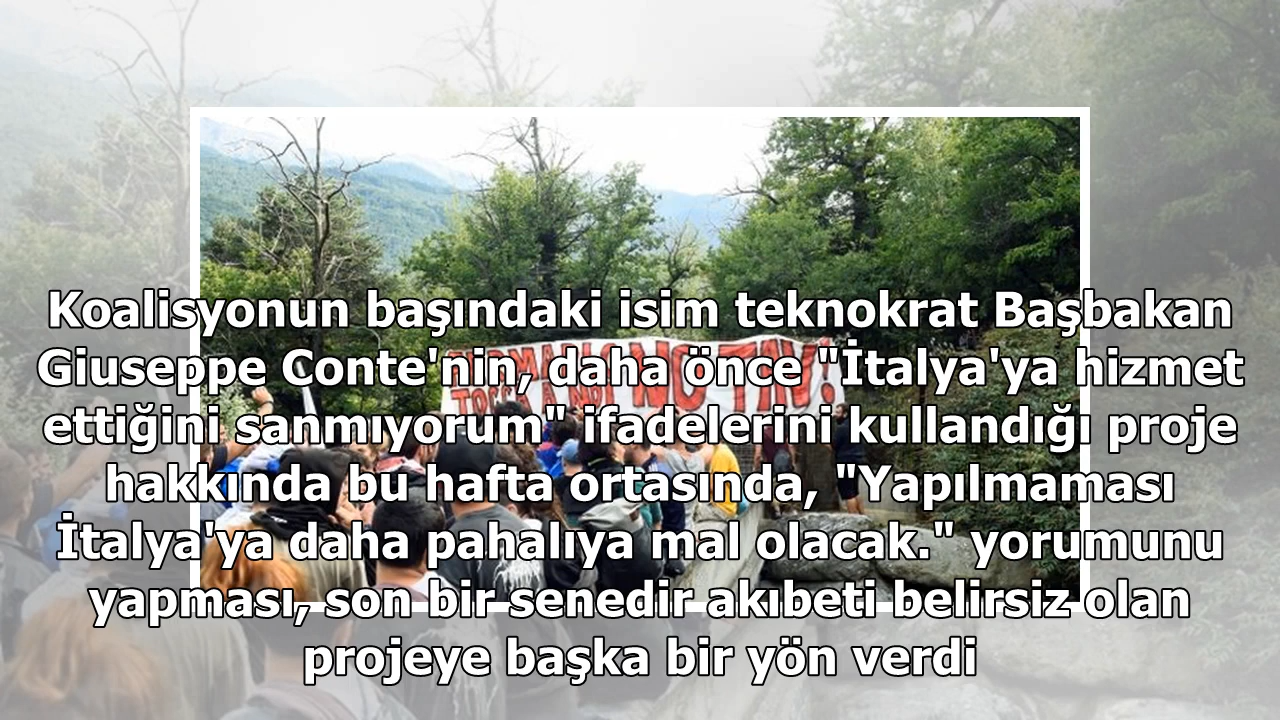 Koalisyonun başındaki isim teknokrat Başbakan
Giuseppe Conte'nin, daha önce "İtalya'ya hizmet
ettiğini sanmıyorum" ifadelerini kullandığı proje
hakkında bu hafta ortasında, "Yapılmaması
İtalya'ya daha pahalıya mal olacak." yorumunu
yapması, son bir senedir akıbeti belirsiz olan
projeye başka bir yön verdi
NO TAV!